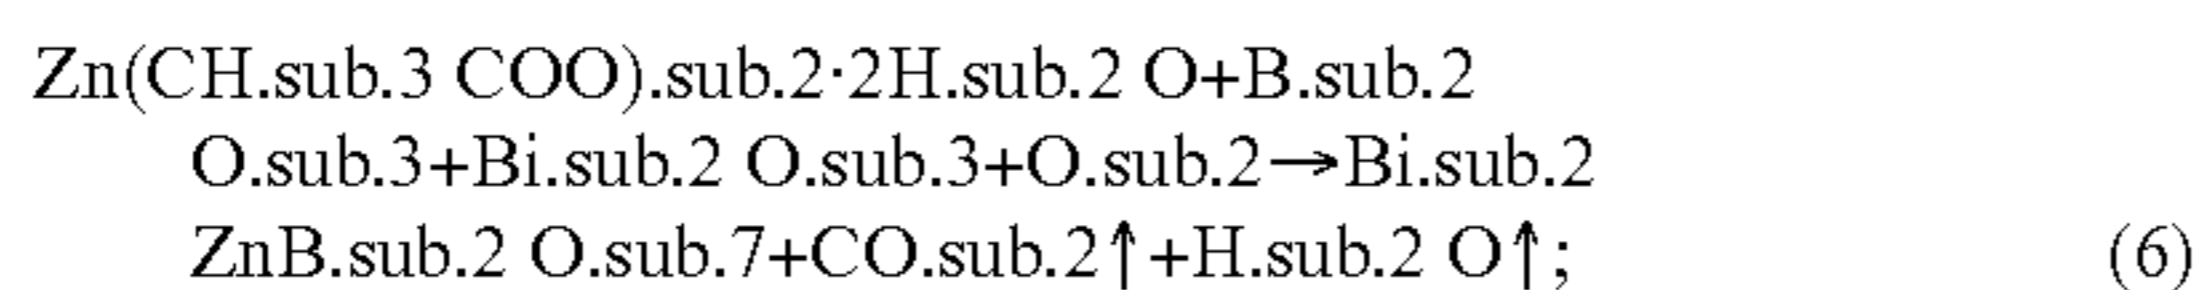 Zn(CH.sub.3 COO).sub.2·2H.sub.2 O+B.sub.2
O.sub.3+Bi.sub.2 O.sub.3+O.sub.2→Bi.sub.2
ZnB.sub.2 O.sub.7+CO.sub.2↑+H.sub.2 O↑; (6)